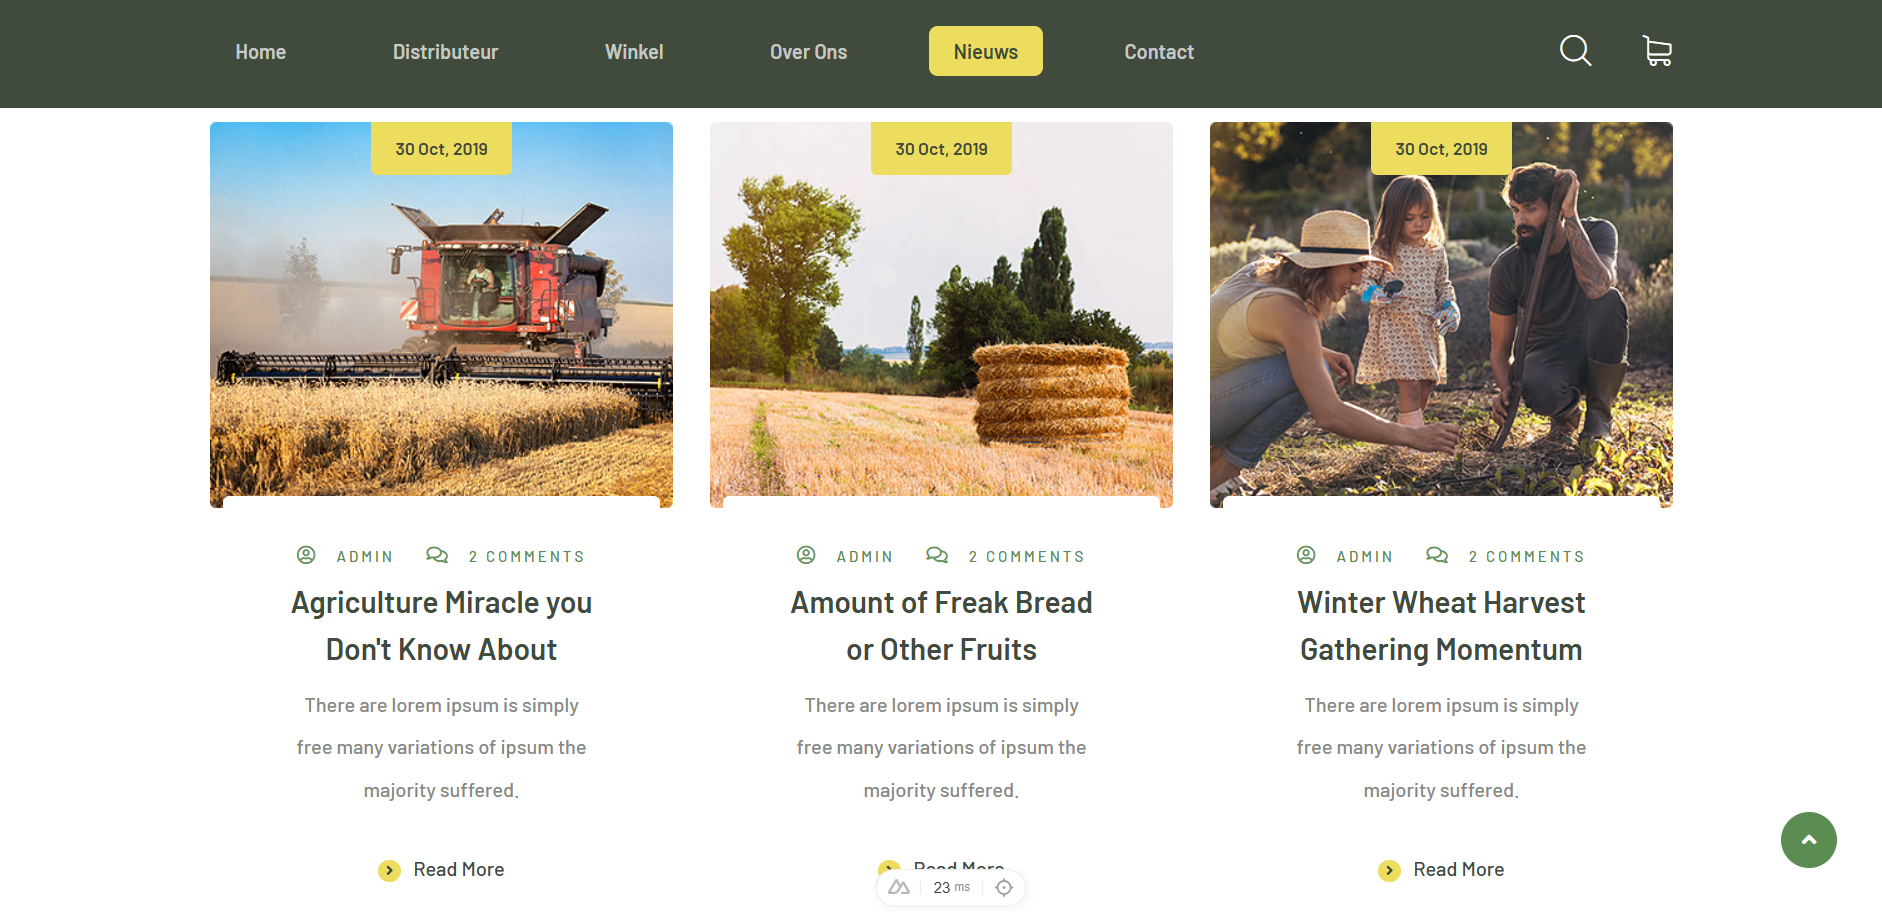 Home Distributeur Winkel Over Ons Nieuws Contact
30 Oct, 2019
30 Oct, 2019
30 Oct, 2019
ADMIN 2 COMMENTS
Agriculture Miracle you
Don't Know About
There are lorem ipsum is simply
free many variations of ipsum the
majority suffered.
Read More
ADMIN 2 COMMENTS
Amount of Freak Bread
or Other Fruits
There are lorem ipsum is simply
free many variations of ipsum the
majority suffered.
Read More
ADMIN 2 COMMENTS
Winter Wheat Harvest
Gathering Momentum
There are lorem ipsum is simply
free many variations of ipsum the
majority suffered.
Read More
23 ms